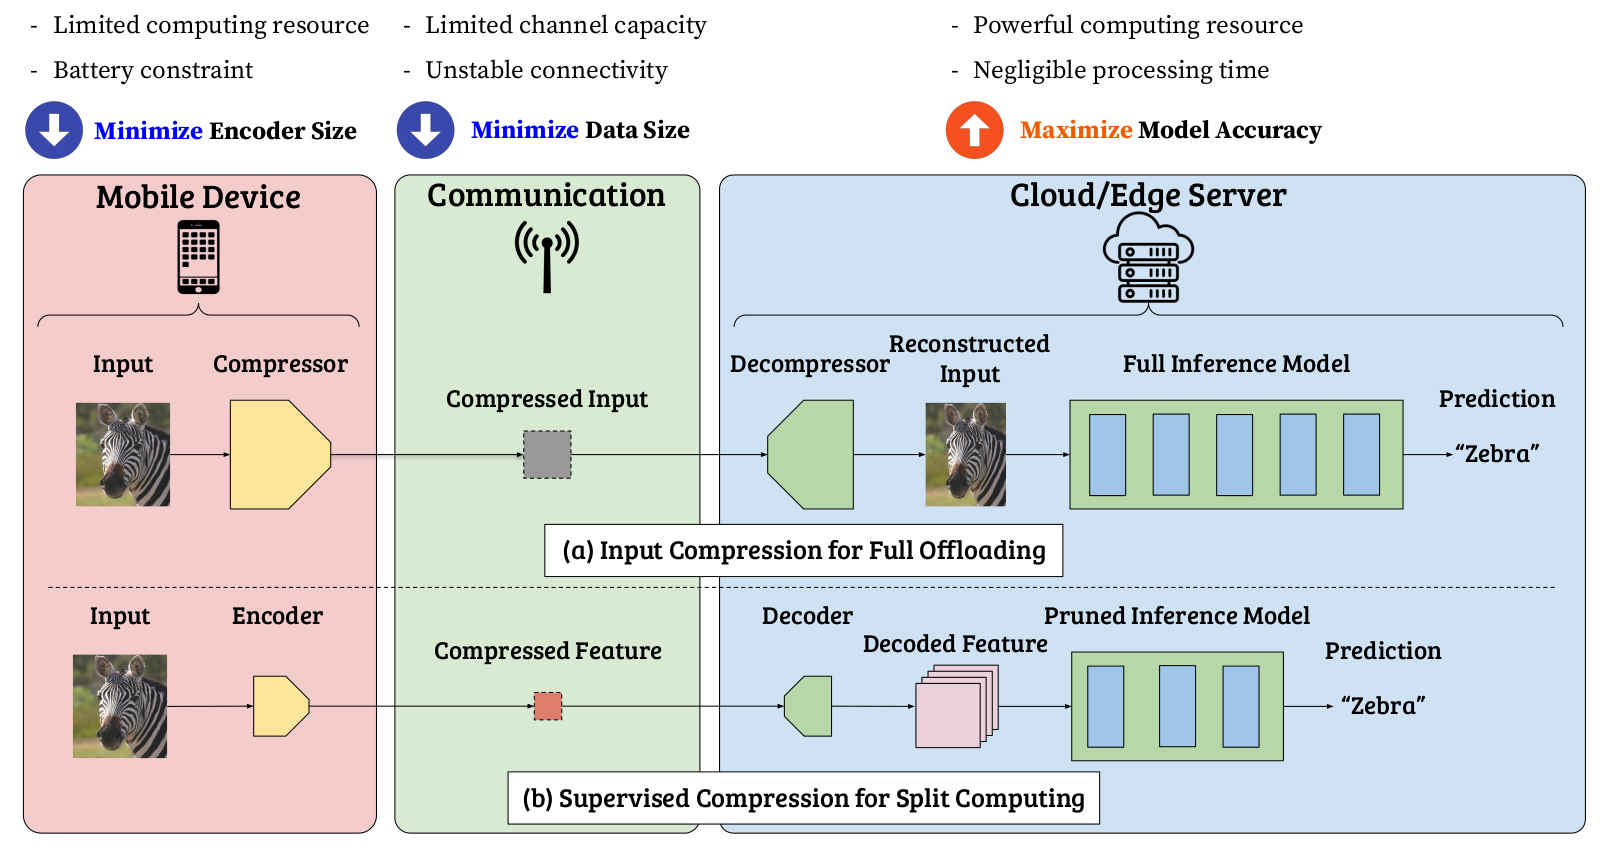 - Limited computing resource
- Battery constraint
Minimize Encoder Size
- Limited channel capacity
- Unstable connectivity
Minimize Data Size
- Powerful computing resource
- Negligible processing time
Maximize Model Accuracy
Mobile Device
Communication
Cloud/Edge Server
Input
Compressor
Compressed Input
Decompressor
Reconstructed
Input
Full Inference Model
Prediction
“Zebra”
(a) Input Compression for Full Offloading
Input
Encoder
Compressed Feature
Decoder
Decoded Feature
Pruned Inference Model
Prediction
“Zebra”
(b) Supervised Compression for Split Computing